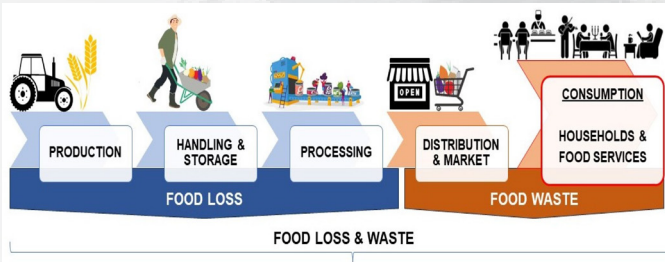 OPEN
CONSUMPTION
HOUSEHOLDS &
FOOD SERVICES
PRODUCTION
HANDLING &
STORAGE
PROCESSING
DISTRIBUTION
& MARKET
FOOD LOSS
FOOD WASTE
FOOD LOSS & WASTE